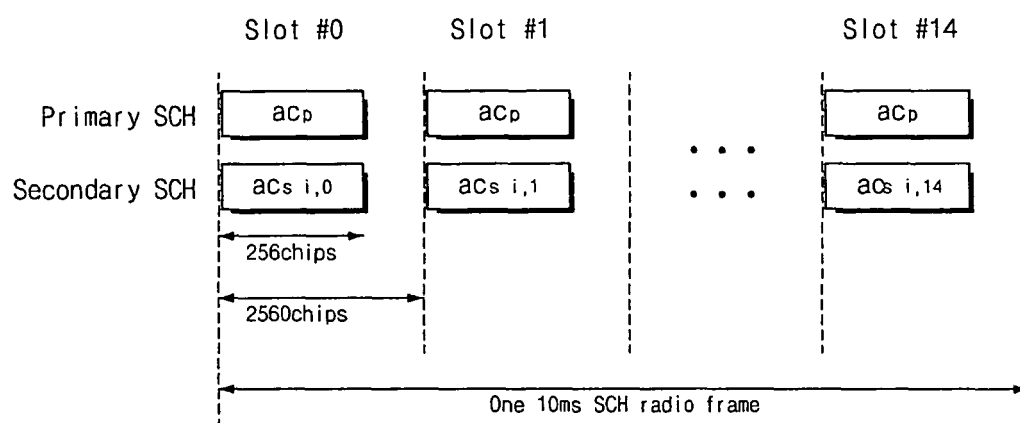 Slot #0 Slot #1 Slot #14
Primary SCH aCp aCp aCp
Secondary SCH aCs i,0 aCs i,1 aCs i,14
256chips
2560chips
One 10ms SCH radio frame